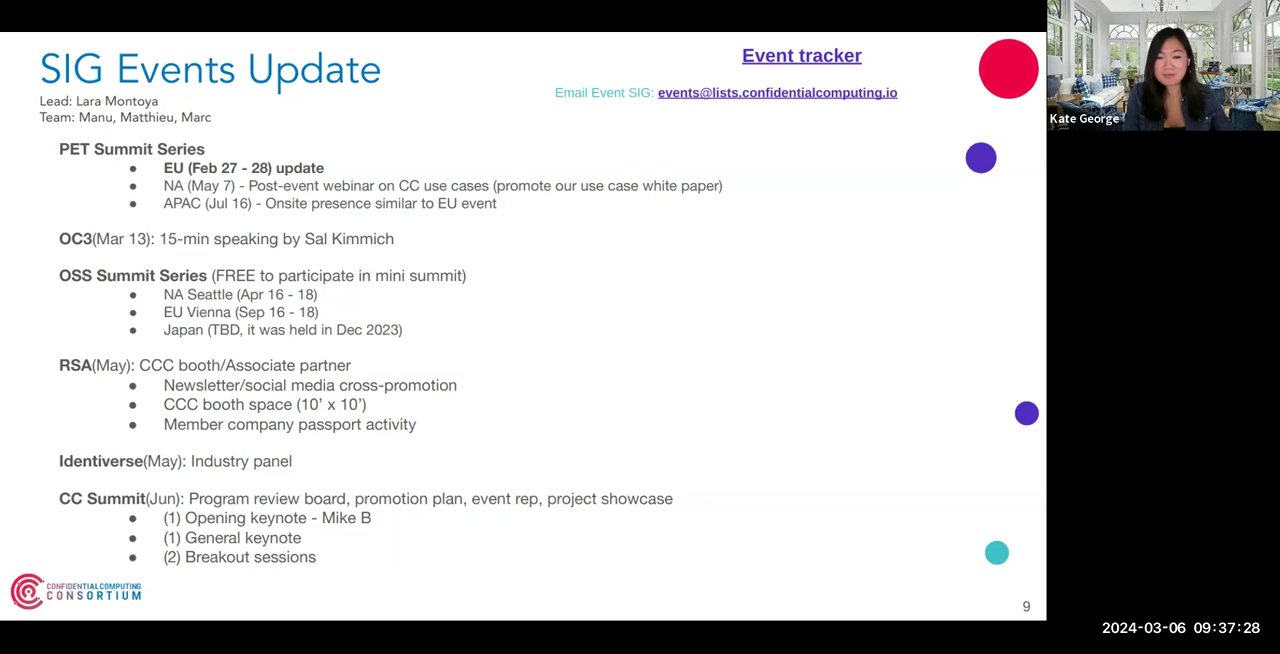 SIG Events Update
Lead: Lara Montoya
Team: Manu, Matthieu, Marc
Event tracker
Email Event SIG: events@lists.confidentialcomputing.io
PET Summit Series
● EU (Feb 27 - 28) update
● NA (May 7) - Post-event webinar on CC use cases (promote our use case white paper)
● APAC (Jul 16) - Onsite presence similar to EU event
OC3(Mar 13): 15-min speaking by Sal Kimmich
OSS Summit Series (FREE to participate in mini summit)
● NA Seattle (Apr 16 - 18)
● EU Vienna (Sep 16 - 18)
● Japan (TBD, it was held in Dec 2023)
RSA(May): CCC booth/Associate partner
● Newsletter/social media cross-promotion
● CCC booth space (10’ x 10’)
● Member company passport activity
Identiverse(May): Industry panel
CC Summit(Jun): Program review board, promotion plan, event rep, project showcase
● (1) Opening keynote - Mike B
● (1) General keynote
● (2) Breakout sessions
CONFIDENTIAL COMPUTING
CONSORTIUM
9
Kate George
2024-03-06 09:37:28